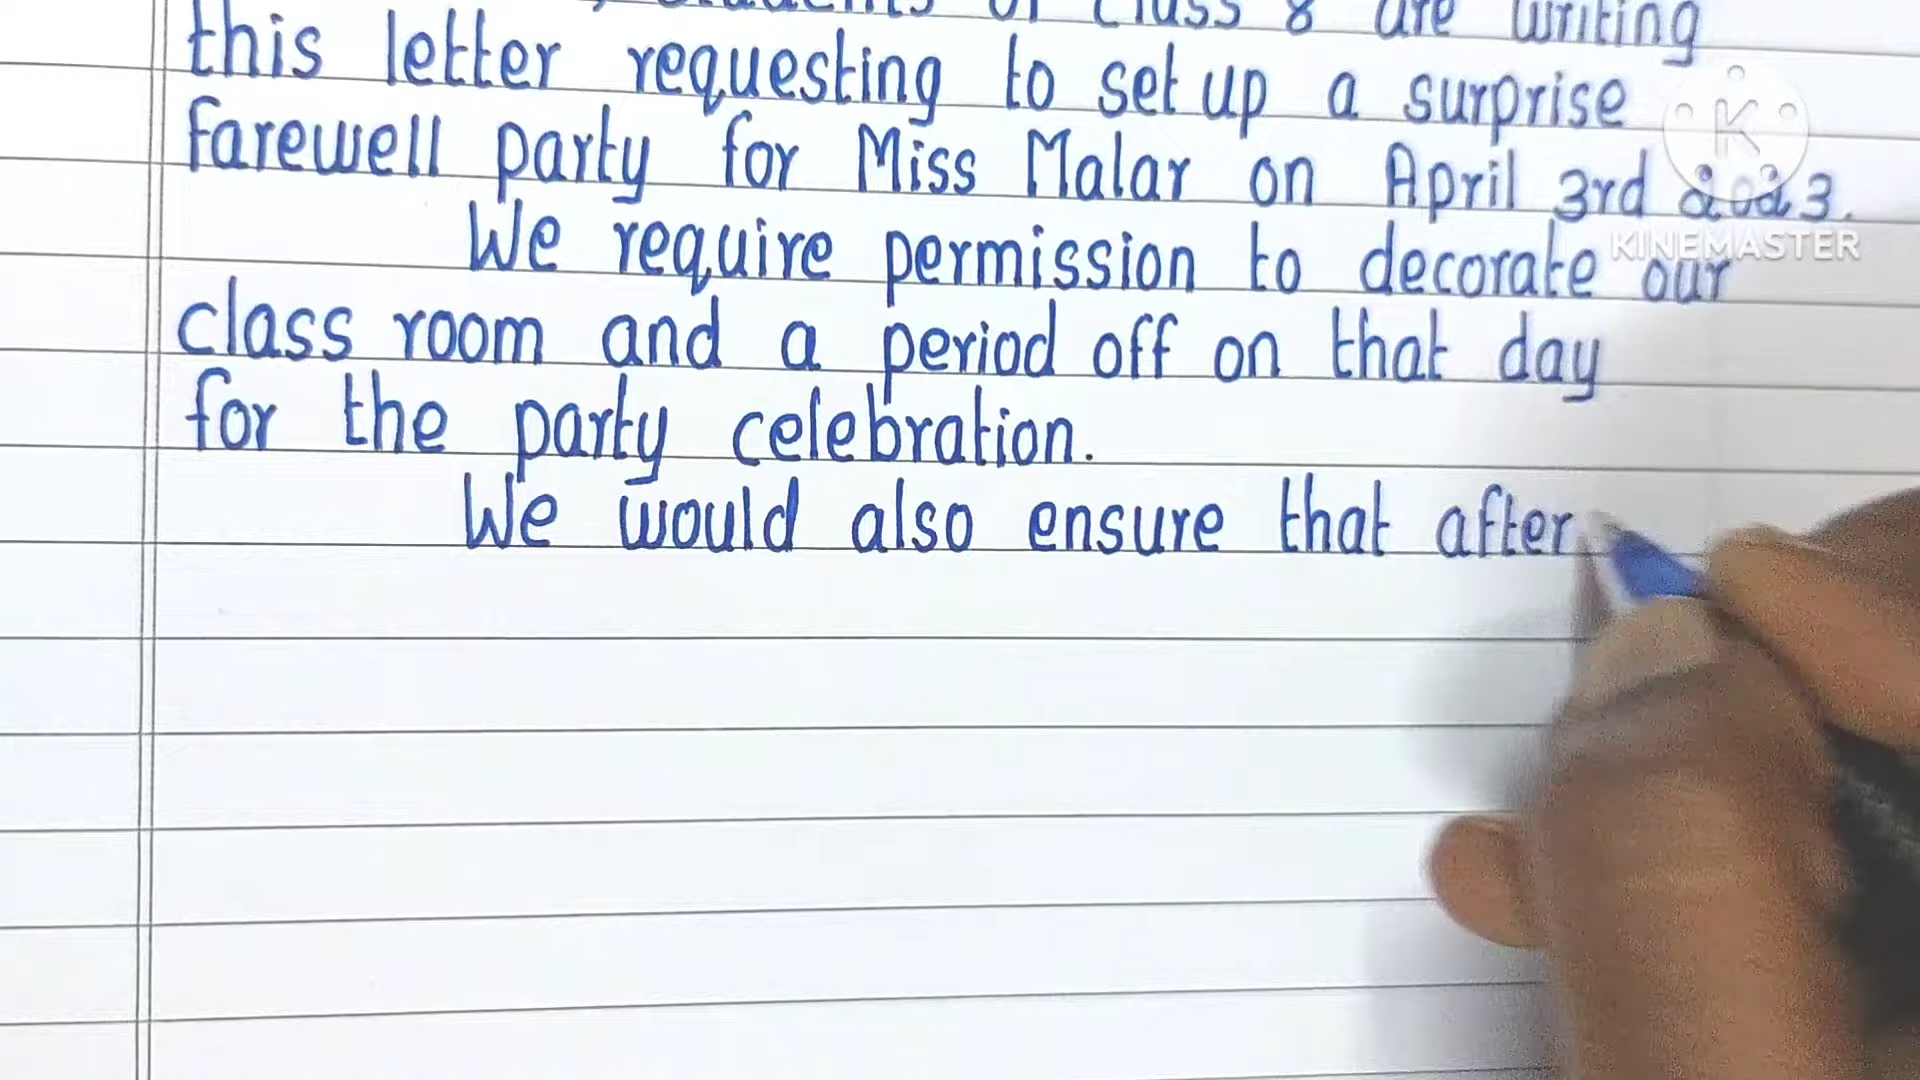 students of class 8 are writing
this letter requesting to set up a surprise
farewell party for Miss Malar on April 3rd 2023.
We require permission to decorate our
class room and a period off on that day
for the party celebration.
We would also ensure that after
K
KINEMASTER